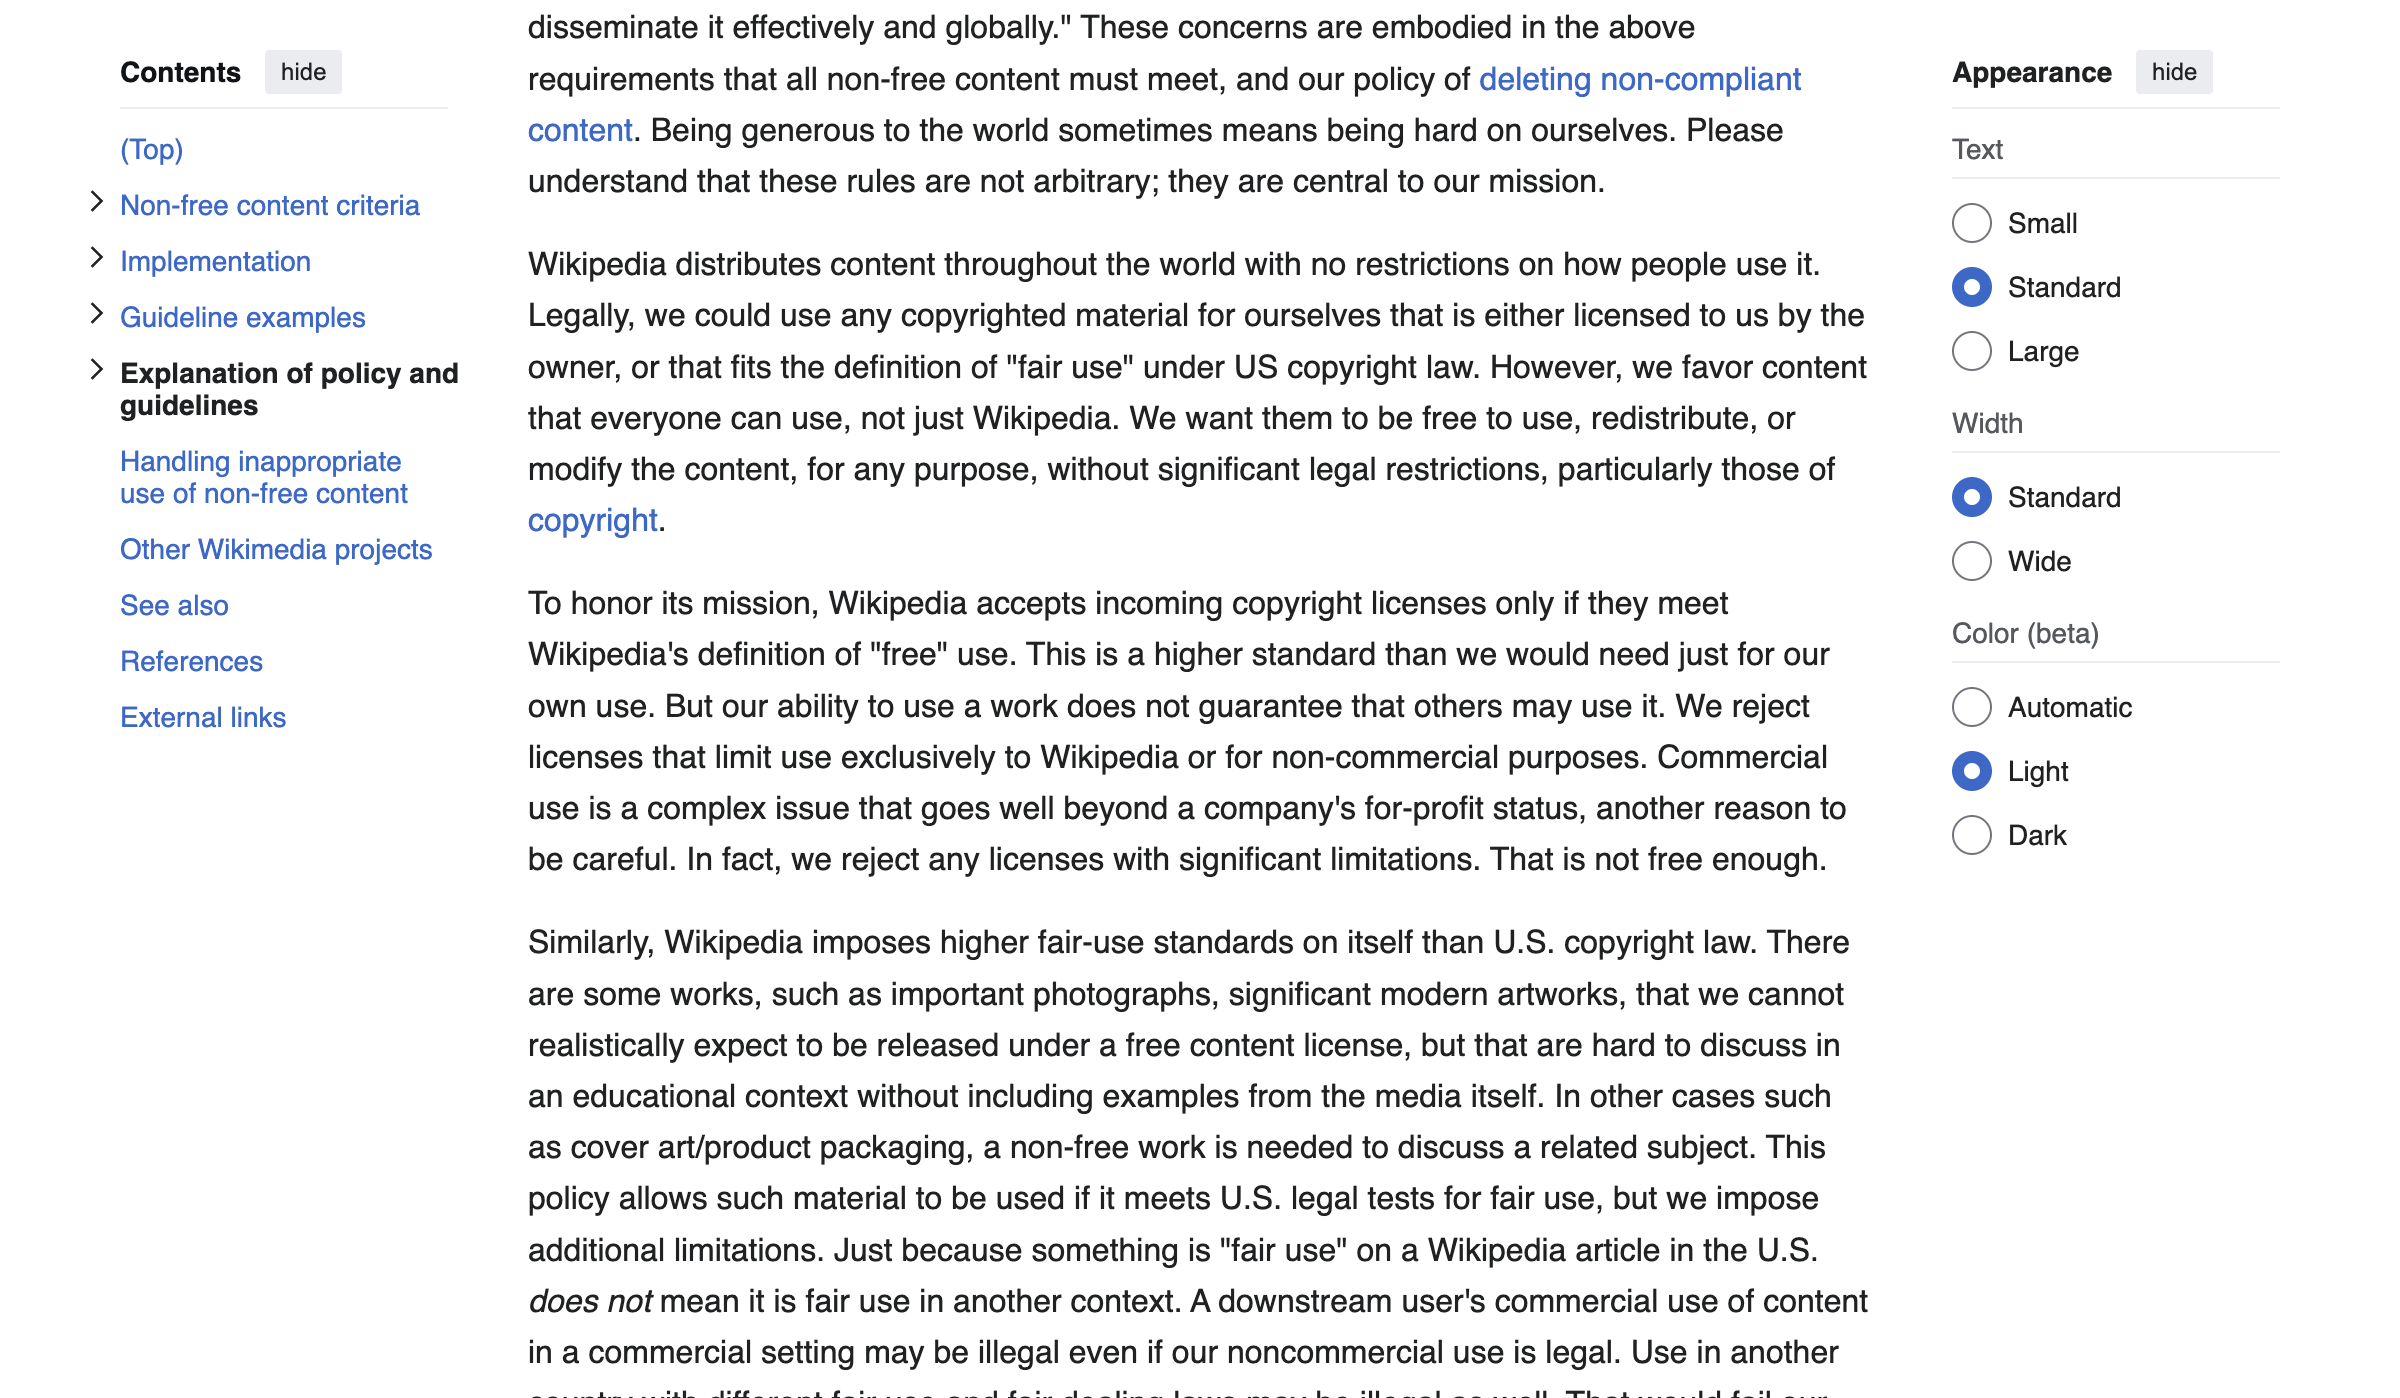 Contents hide
(Top)
Non-free content criteria
Implementation
Guideline examples
Explanation of policy and
guidelines
Handling inappropriate
use of non-free content
Other Wikimedia projects
See also
References
External links
disseminate it effectively and globally." These concerns are embodied in the above
requirements that all non-free content must meet, and our policy of deleting non-compliant
content. Being generous to the world sometimes means being hard on ourselves. Please
understand that these rules are not arbitrary; they are central to our mission.
Wikipedia distributes content throughout the world with no restrictions on how people use it.
Legally, we could use any copyrighted material for ourselves that is either licensed to us by the
owner, or that fits the definition of "fair use" under US copyright law. However, we favor content
that everyone can use, not just Wikipedia. We want them to be free to use, redistribute, or
modify the content, for any purpose, without significant legal restrictions, particularly those of
copyright.
To honor its mission, Wikipedia accepts incoming copyright licenses only if they meet
Wikipedia's definition of "free" use. This is a higher standard than we would need just for our
own use. But our ability to use a work does not guarantee that others may use it. We reject
licenses that limit use exclusively to Wikipedia or for non-commercial purposes. Commercial
use is a complex issue that goes well beyond a company's for-profit status, another reason to
be careful. In fact, we reject any licenses with significant limitations. That is not free enough.
Similarly, Wikipedia imposes higher fair-use standards on itself than U.S. copyright law. There
are some works, such as important photographs, significant modern artworks, that we cannot
realistically expect to be released under a free content license, but that are hard to discuss in
an educational context without including examples from the media itself. In other cases such
as cover art/product packaging, a non-free work is needed to discuss a related subject. This
policy allows such material to be used if it meets U.S. legal tests for fair use, but we impose
additional limitations. Just because something is "fair use" on a Wikipedia article in the U.S.
does not mean it is fair use in another context. A downstream user's commercial use of content
in a commercial setting may be illegal even if our noncommercial use is legal. Use in another
Appearance hide
Text
Small
Standard
Large
Width
Standard
Wide
Color (beta)
Automatic
Light
Dark